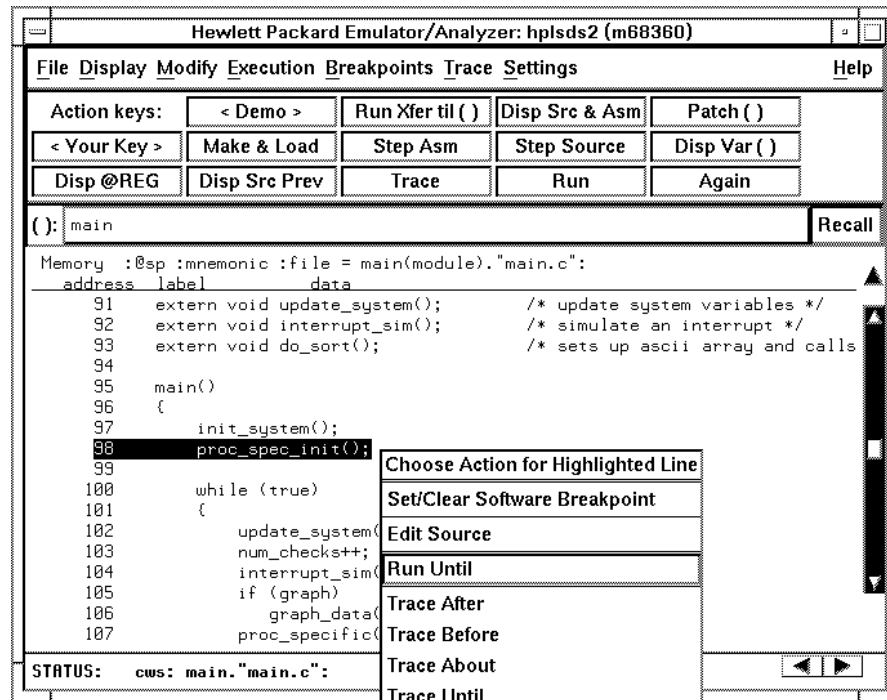 Hewlett Packard Emulator/Analyzer: hplsds2 (m68360)
File Display Modify Execution Breakpoints Trace Settings Help
Action keys: < Demo > Run Xfer til ( ) Disp Src & Asm Patch ( )
< Your Key > Make & Load Step Asm Step Source Disp Var ( )
Disp @REG Disp Src Prev Trace Run Again
( ): main Recall
Memory :@sp :mnemonic :file = main(module)."main.c":
address label data
91 extern void update_system(); /* update system variables */
92 extern void interrupt_sim(); /* simulate an interrupt */
93 extern void do_sort(); /* sets up ascii array and calls
94
95 main()
96 {
97 init_system();
98 proc_spec_init();
99
100 while (true)
101 {
102 update_system(
103 num_checks++;
104 interrupt_sim(
105 if (graph)
106 graph_data(
107 proc_specific(
Choose Action for Highlighted Line
Set/Clear Software Breakpoint
Edit Source
Run Until
Trace After
Trace Before
Trace About
Trace Until
STATUS: cws: main."main.c":